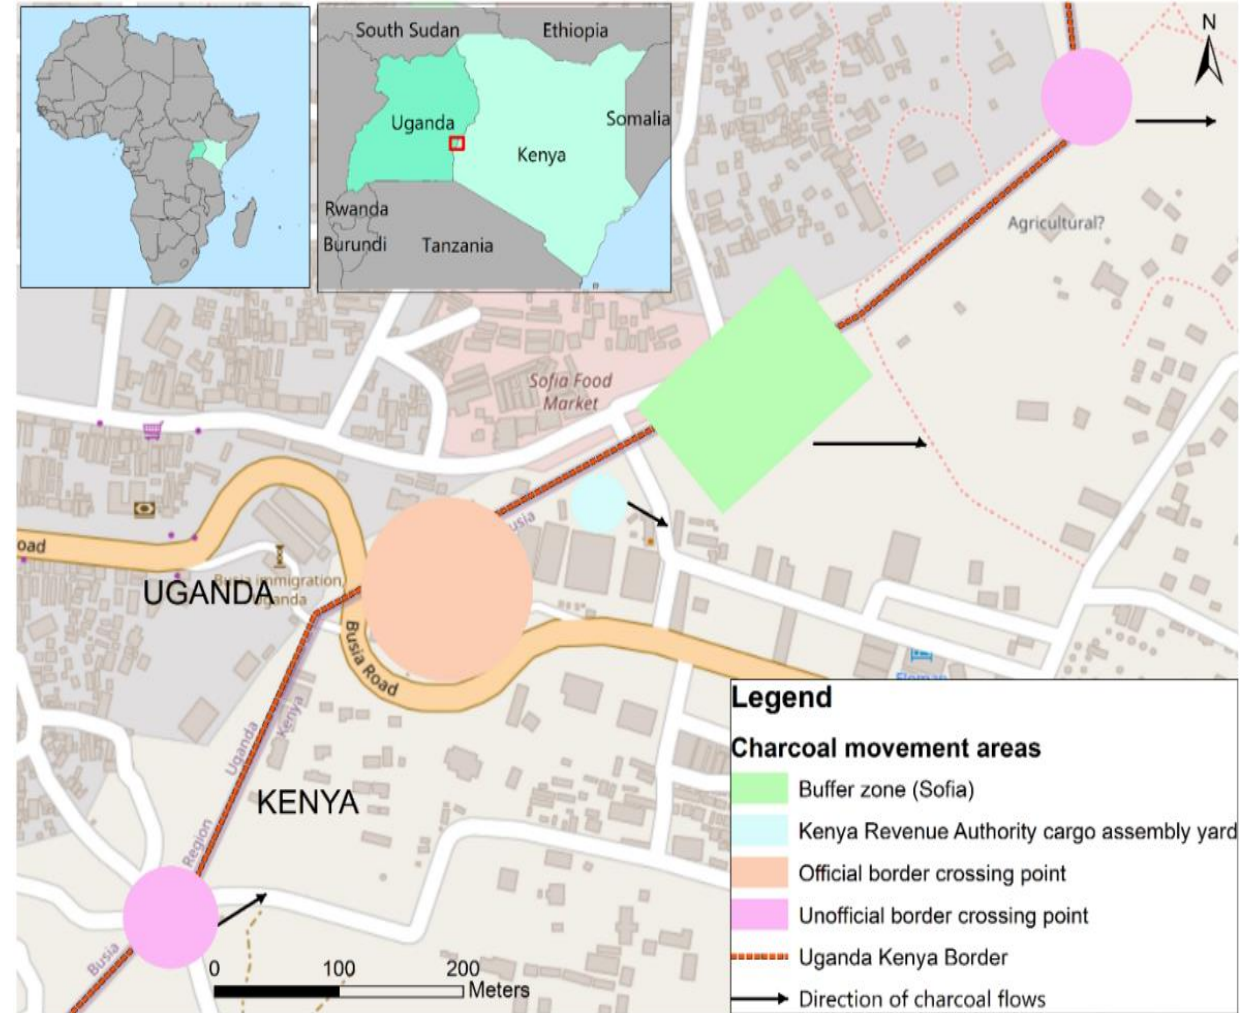 South Sudan
Ethiopia
Uganda
Somalia
Kenya
Rwanda
Burundi
Tanzania
N
Agricultural?
Sofia Food
Market
usia
oad
Busia immigration
Uganda
UGANDA
Busia Road
Uganda
Kenya
KENYA
Region
Busia
0 100 200
Meters
Legend
Charcoal movement areas
Buffer zone (Sofia)
Kenya Revenue Authority cargo assembly yard
Official border crossing point
Unofficial border crossing point
Uganda Kenya Border
Direction of charcoal flows